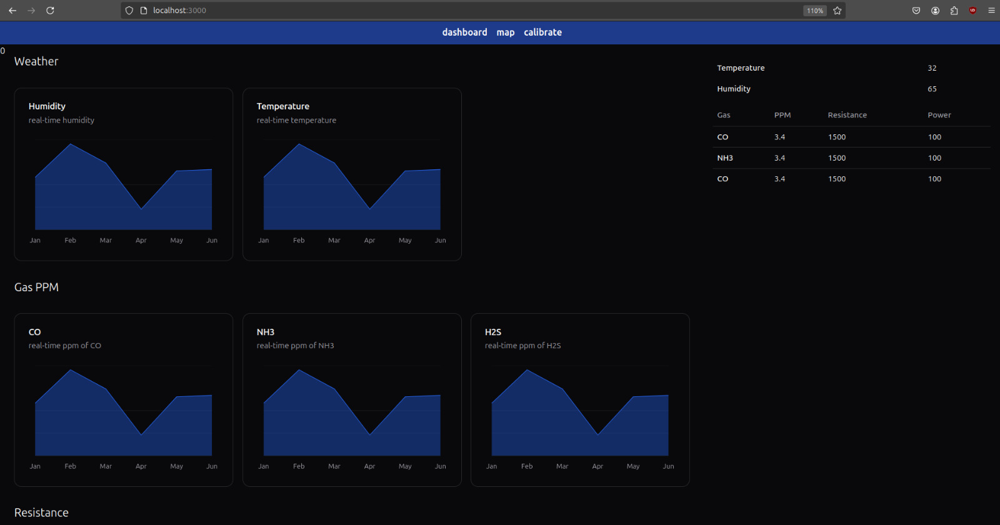 localhost:3000
110%
dashboard map calibrate
0
Weather
Humidity
real-time humidity
Jan Feb Mar Apr May Jun
Temperature
real-time temperature
Jan Feb Mar Apr May Jun
Temperature 32
Humidity 65
Gas PPM Resistance Power
CO 3.4 1500 100
NH3 3.4 1500 100
CO 3.4 1500 100
Gas PPM
CO
real-time ppm of CO
Jan Feb Mar Apr May Jun
NH3
real-time ppm of NH3
Jan Feb Mar Apr May Jun
H2S
real-time ppm of H2S
Jan Feb Mar Apr May Jun
Resistance